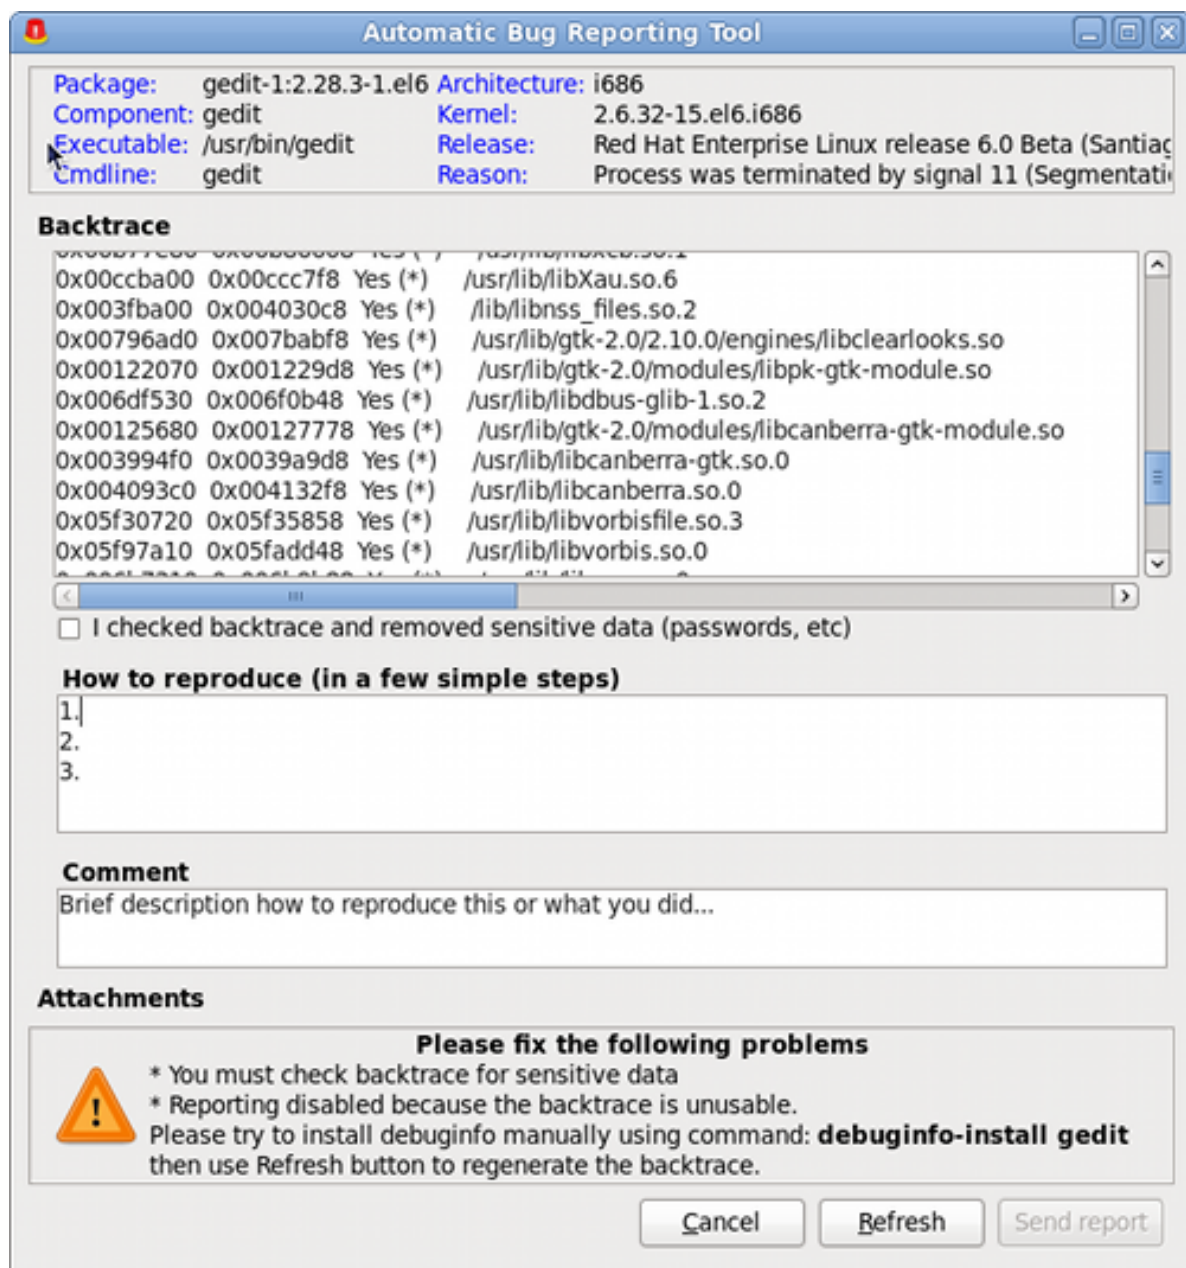 Automatic Bug Reporting Tool
Package: gedit-1:2.28.3-1.el6 Architecture: i686
Component: gedit Kernel: 2.6.32-15.el6.i686
Executable: /usr/bin/gedit Release: Red Hat Enterprise Linux release 6.0 Beta (Santiag
Cmdline: gedit Reason: Process was terminated by signal 11 (Segmentati
Backtrace
0x00ccba00 0x00ccc7f8 Yes (*) /usr/lib/libXau.so.6
0x003fba00 0x004030c8 Yes (*) /lib/libnss_files.so.2
0x00796ad0 0x007babf8 Yes (*) /usr/lib/gtk-2.0/2.10.0/engines/libclearlooks.so
0x00122070 0x001229d8 Yes (*) /usr/lib/gtk-2.0/modules/libpk-gtk-module.so
0x006df530 0x006f0b48 Yes (*) /usr/lib/libdbus-glib-1.so.2
0x00125680 0x00127778 Yes (*) /usr/lib/gtk-2.0/modules/libcanberra-gtk-module.so
0x003994f0 0x0039a9d8 Yes (*) /usr/lib/libcanberra-gtk.so.0
0x004093c0 0x004132f8 Yes (*) /usr/lib/libcanberra.so.0
0x05f30720 0x05f35858 Yes (*) /usr/lib/libvorbisfile.so.3
0x05f97a10 0x05fadd48 Yes (*) /usr/lib/libvorbis.so.0
I checked backtrace and removed sensitive data (passwords, etc)
How to reproduce (in a few simple steps)
1.
2.
3.
Comment
Brief description how to reproduce this or what you did...
Attachments
Please fix the following problems
* You must check backtrace for sensitive data
* Reporting disabled because the backtrace is unusable.
Please try to install debuginfo manually using command: debuginfo-install gedit
then use Refresh button to regenerate the backtrace.
Cancel Refresh Send report